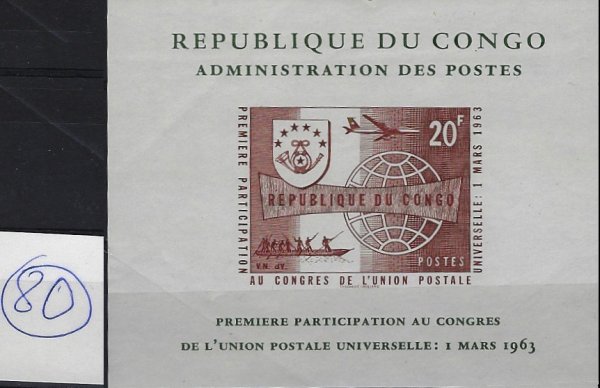 REPUBLIQUE DU CONGO
ADMINISTRATION DES POSTES
PREMIERE PARTICIPATION
20F
REPUBLIQUE DU CONGO
POSTES
V.N. dV.
AU CONGRES DE L'UNION POSTALE
UNIVERSELLE: 1 MARS 1963
PREMIERE PARTICIPATION AU CONGRES
DE L'UNION POSTALE UNIVERSELLE: 1 MARS 1963
80